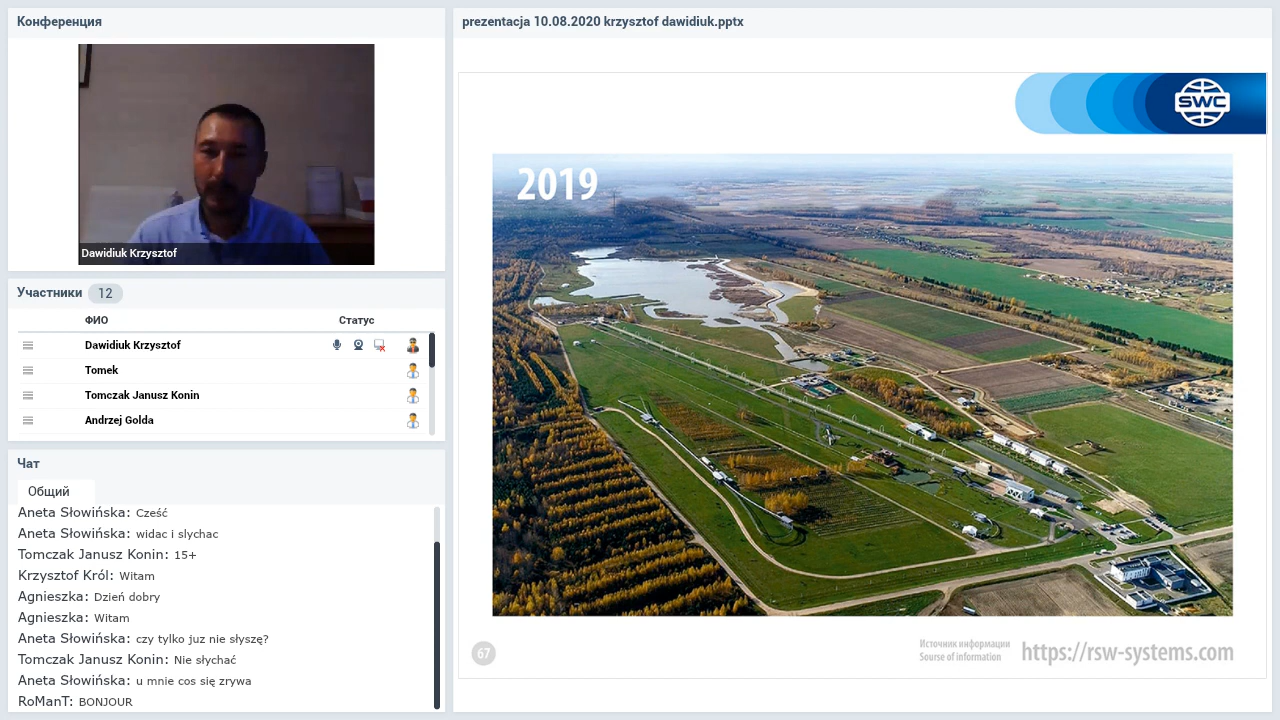 Конференция
Dawidiuk Krzysztof
Участники 12
ФИО Статус
Dawidiuk Krzysztof
Tomek
Tomczak Janusz Konin
Andrzej Golda
Чат
Общий
Aneta Słowińska: Cześć
Aneta Słowińska: widac i slychac
Tomczak Janusz Konin: 15+
Krzysztof Król: Witam
Agnieszka: Dzień dobry
Agnieszka: Witam
Aneta Słowińska: czy tylko juz nie słyszę?
Tomczak Janusz Konin: Nie słychać
Aneta Słowińska: u mnie cos się zrywa
RoManT: BONJOUR
prezentacja 10.08.2020 krzysztof dawidiuk.pptx
SWC
2019
67
Источник информации
Sourse of information
https://rsw-systems.com